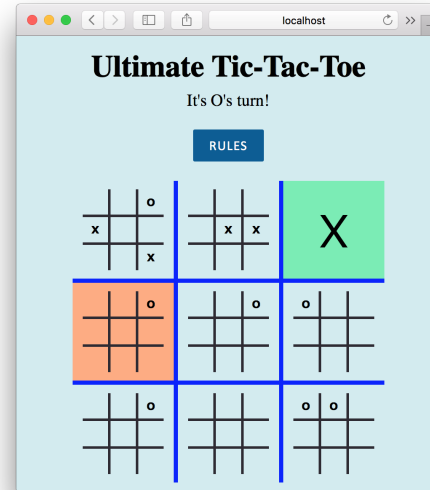 localhost
Ultimate Tic-Tac-Toe
It's O's turn!
RULES
o
x x x
x
X
o o o
o o o